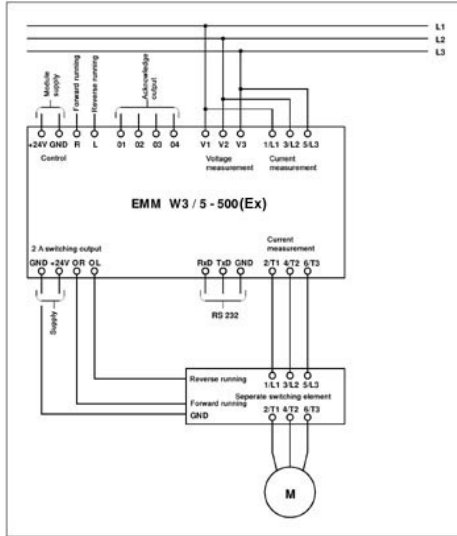 L1
L2
L3
Module supply
Forward running
Reverse running
Acknowledge output
+24V GND R L 01 02 03 04 V1 V2 V3 1/L1 3/L2 5/L3
Control
Voltage measurement
Current measurement
EMM W3 / 5 - 500(Ex)
2 A switching output
Current measurement
GND +24V OR OL RxD TxD GND 2/T1 4/T2 6/T3
Supply
RS 232
Reverse running
1/L1 3/L2 5/L3
Seperate switching element
Forward running
GND
2/T1 4/T2 6/T3
M